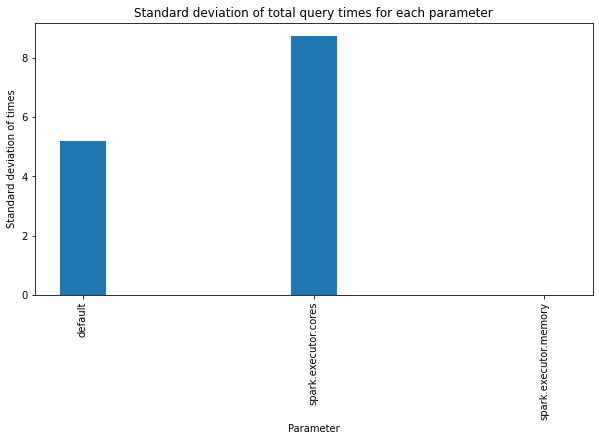 Standard deviation of total query times for each parameter
Standard deviation of times
8
6
4
2
0
default
spark.executor.cores
spark.executor.memory
Parameter